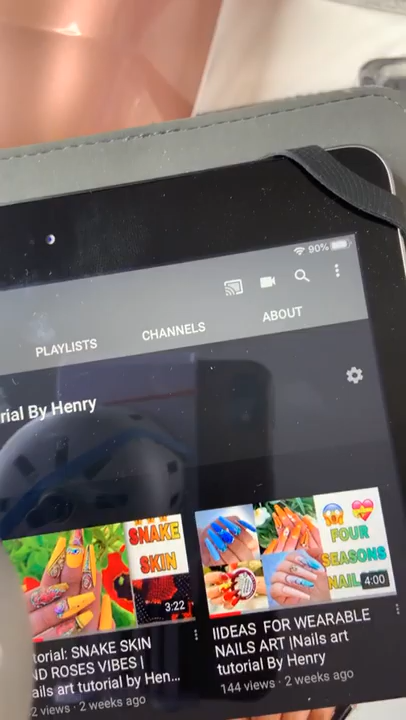 90%
PLAYLISTS CHANNELS ABOUT
rial By Henry
SNAKE
SKIN
3:22
FOUR
SEASONS
NAIL
4:00
torial: SNAKE SKIN
ND ROSES VIBES |
ails art tutorial by Hen...
2 views · 2 weeks ago
IIDEAS FOR WEARABLE
NAILS ART |Nails art
tutorial By Henry
144 views · 2 weeks ago